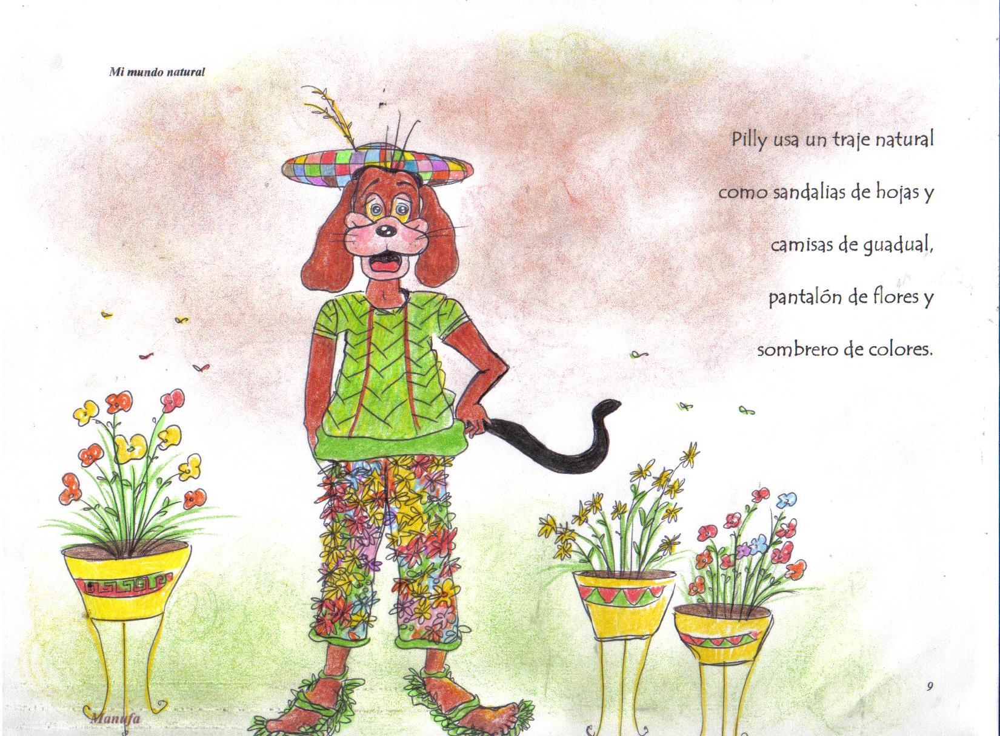 Mi mundo natural
Pilly usa un traje natural
como sandalias de hojas y
camisas de guadual,
pantalón de flores y
sombrero de colores.
9
Manufa